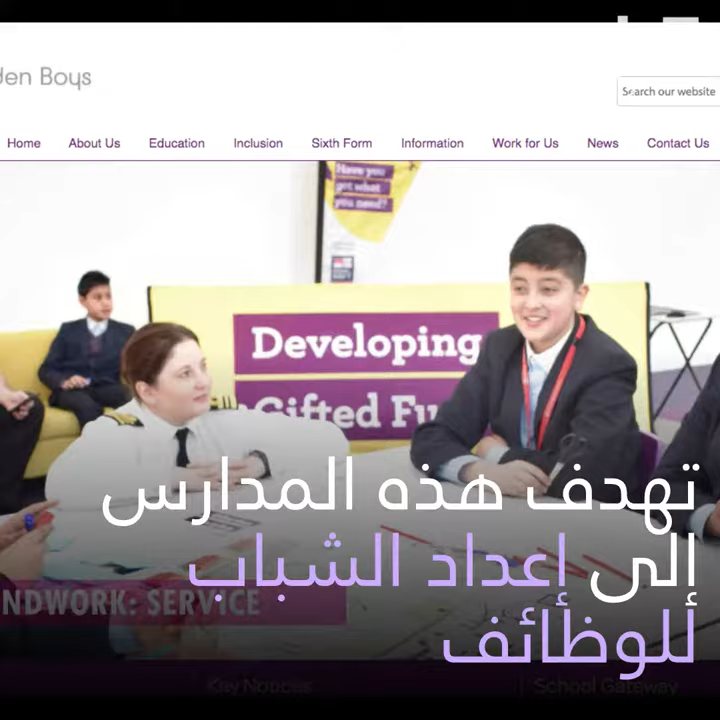 den Boys
Search our website
Home About Us Education Inclusion Sixth Form Information Work for Us News Contact Us
Have you
got what
you need?
Developing
Gifted Fu
تهدف هذه المدارس
إلى إعداد الشباب
للوظائف
NDWORK: SERVICE
Key Notices
School Gateway